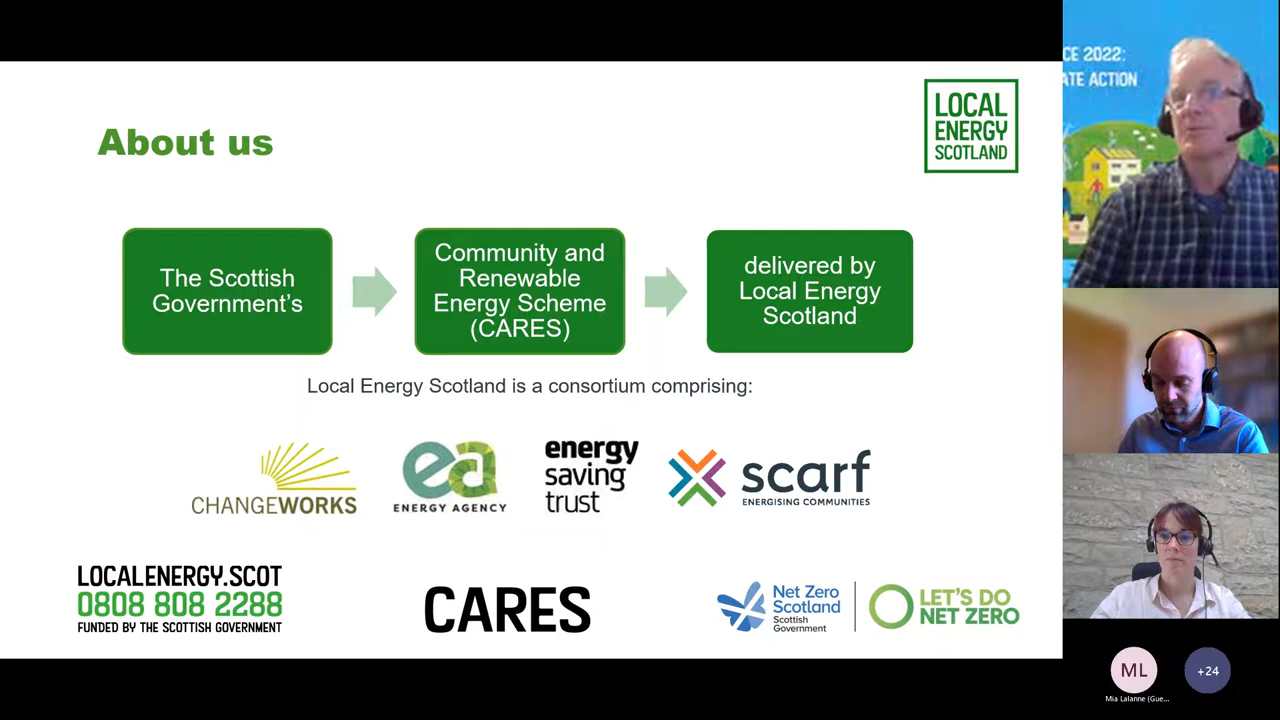 About us
LOCAL
ENERGY
SCOTLAND
The Scottish
Government's
Community and
Renewable
Energy Scheme
(CARES)
delivered by
Local Energy
Scotland
Local Energy Scotland is a consortium comprising:
CHANGEWORKS
ea
ENERGY AGENCY
energy
saving
trust
scarf
ENERGISING COMMUNITIES
LOCALENERGY.SCOT
0808 808 2288
FUNDED BY THE SCOTTISH GOVERNMENT
CARES
Net Zero
Scotland
Scottish
Government
LET'S DO
NET ZERO
CE 2022:
ATE ACTION
ML
Mia Lalanne (Gue...
+24